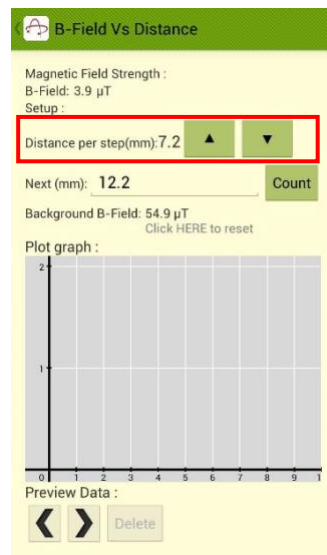 B-Field Vs Distance
Magnetic Field Strength :
B-Field: 3.9 µT
Setup :
Distance per step(mm):7.2 ▲ ▼
Next (mm): 12.2 Count
Background B-Field: 54.9 µT
Click HERE to reset
Plot graph :
2
1
0 1 2 3 4 5 6 7 8 9 1
Preview Data :
❮ ❯ Delete